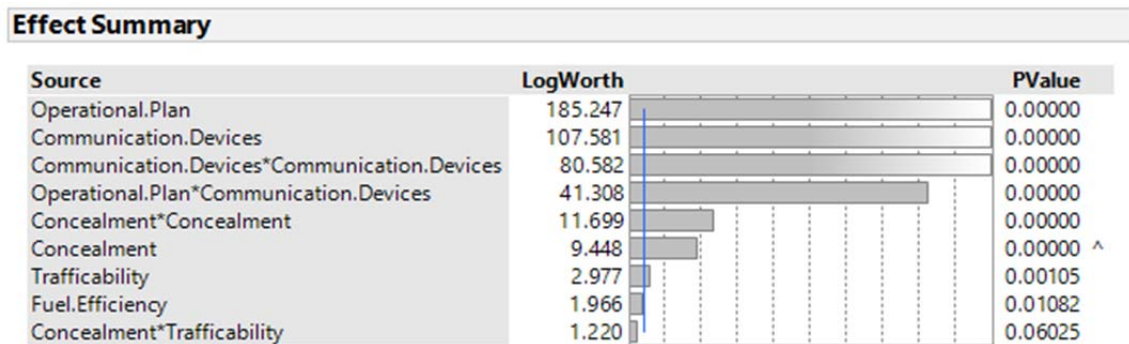 Effect Summary
Source LogWorth PValue
Operational.Plan 185.247 0.00000
Communication.Devices 107.581 0.00000
Communication.Devices*Communication.Devices 80.582 0.00000
Operational.Plan*Communication.Devices 41.308 0.00000
Concealment*Concealment 11.699 0.00000
Concealment 9.448 0.00000 ^
Trafficability 2.977 0.00105
Fuel.Efficiency 1.966 0.01082
Concealment*Trafficability 1.220 0.06025